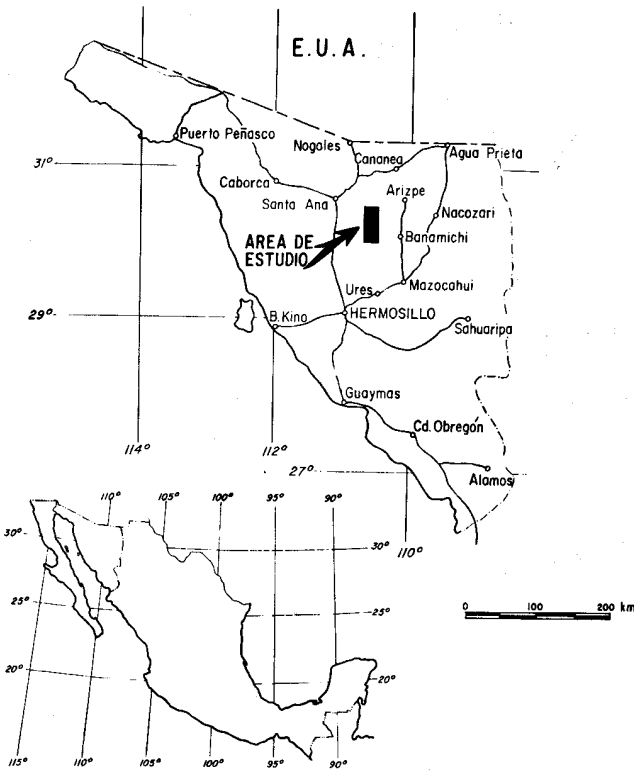 E.U.A.
Puerto Peñasco
Nogales
Cananea
Agua Prieta
31°
Caborca
Arizpe
Santa Ana
Nacozari
AREA DE
ESTUDIO
Banamichi
Ures
Mazocahui
29°
B. Kino
HERMOSILLO
Sahuaripa
Guaymas
Cd. Obregón
114°
112°
27°
Alamos
110°
110°
105°
100°
95°
90°
30°
30°
25°
25°
20°
20°
115°
110°
105°
100°
95°
90°
0 100 200 km